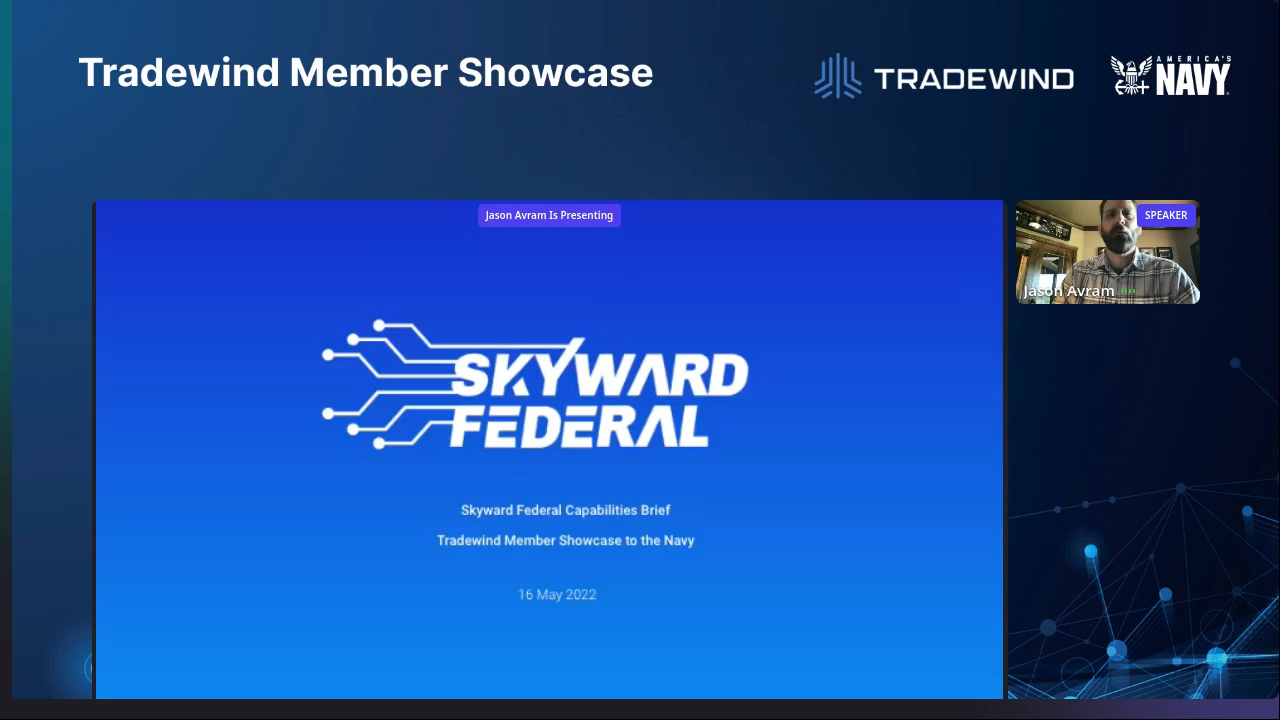 Tradewind Member Showcase
TRADEWIND
AMERICA'S
NAVY
Jason Avram Is Presenting
SPEAKER
Jason Avram
SKYWARD
FEDERAL
Skyward Federal Capabilities Brief
Tradewind Member Showcase to the Navy
16 May 2022